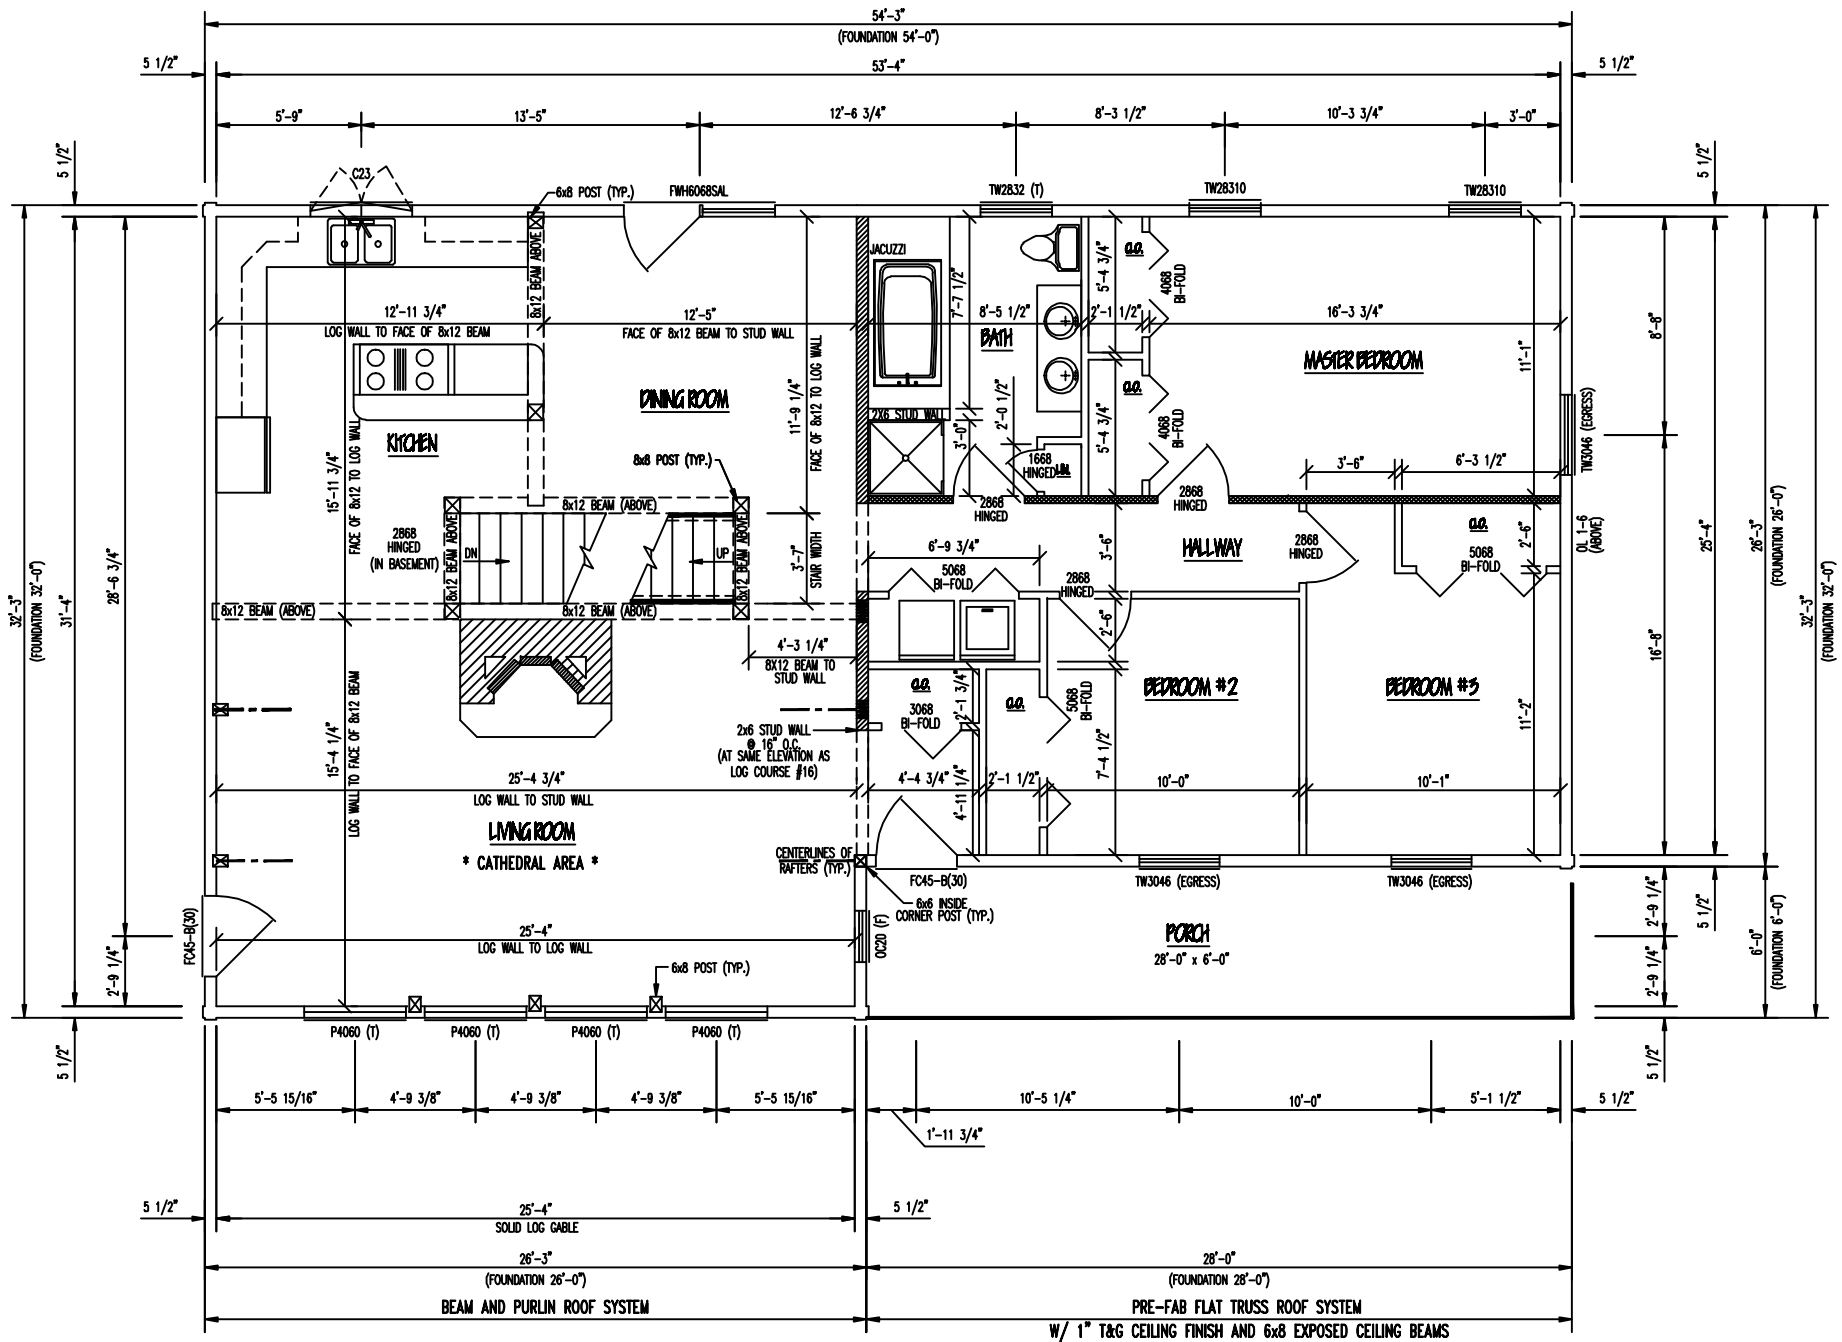 54'-3"
(FOUNDATION 54'-0")
5 1/2"
53'-4"
5 1/2"
5'-9"
13'-5"
12'-6 3/4"
8'-3 1/2"
10'-3 3/4"
3'-0"
5 1/2"
5 1/2"
C23
6x8 POST (TYP.)
FWH6068SAL
TW2832 (T)
TW28310
TW28310
JACUZZI
8x12 BEAM ABOVE
7'-7 1/2"
5'-4 3/4"
4068
BI-FOLD
12'-11 3/4"
LOG WALL TO FACE OF 8x12 BEAM
12'-5"
FACE OF 8x12 BEAM TO STUD WALL
8'-5 1/2"
2'-1 1/2"
16'-3 3/4"
BATH
MASTER BEDROOM
11'-1"
8'-8"
DINING ROOM
11'-9 1/4"
FACE OF 8x12 TO LOG WALL
2X6 STUD WALL
2'-0 1/2"
3'-0"
5'-4 3/4"
4068
BI-FOLD
TW3046 (EGRESS)
KITCHEN
15'-11 3/4"
FACE OF 8x12 TO LOG WALL
8x8 POST (TYP.)
1668
HINGED
3'-6"
6'-3 1/2"
8x12 BEAM (ABOVE)
2868
HINGED
2868
HINGED
2868
HINGED
(IN BASEMENT)
8x12 BEAM ABOVE
DN
UP
8x12 BEAM ABOVE
3'-7"
STAIR WIDTH
6'-9 3/4"
3'-6"
HALLWAY
2868
HINGED
5068
BI-FOLD
2'-6"
OL 1-6
(ABOVE)
5068
BI-FOLD
2868
HINGED
8x12 BEAM (ABOVE)
8x12 BEAM (ABOVE)
2'-6"
32'-3"
(FOUNDATION 32'-0")
31'-4"
28'-6 3/4"
25'-4"
26'-3"
(FOUNDATION 26'-0")
32'-3"
(FOUNDATION 32'-0")
16'-8"
4'-3 1/4"
8X12 BEAM TO
STUD WALL
3068
BI-FOLD
2'-1 3/4"
5068
BI-FOLD
BEDROOM #2
BEDROOM #3
11'-2"
15'-4 1/4"
LOG WALL TO FACE OF 8x12 BEAM
2x6 STUD WALL
@ 16" O.C.
(AT SAME ELEVATION AS
LOG COURSE #16)
7'-4 1/2"
25'-4 3/4"
LOG WALL TO STUD WALL
4'-4 3/4"
4'-11 1/4"
2'-1 1/2"
10'-0"
10'-1"
LIVING ROOM
* CATHEDRAL AREA *
CENTERLINES OF
RAFTERS (TYP.)
FC45-B(30)
TW3046 (EGRESS)
TW3046 (EGRESS)
6x6 INSIDE
CORNER POST (TYP.)
FC45-B(30)
OC20 (F)
PORCH
28'-0" x 6'-0"
25'-4"
LOG WALL TO LOG WALL
2'-9 1/4"
2'-9 1/4"
2'-9 1/4"
5 1/2"
6'-0"
(FOUNDATION 6'-0")
6x8 POST (TYP.)
P4060 (T)
P4060 (T)
P4060 (T)
P4060 (T)
5 1/2"
5 1/2"
5'-5 15/16"
4'-9 3/8"
4'-9 3/8"
4'-9 3/8"
5'-5 15/16"
10'-5 1/4"
10'-0"
5'-1 1/2"
5 1/2"
1'-11 3/4"
5 1/2"
25'-4"
SOLID LOG GABLE
5 1/2"
26'-3"
(FOUNDATION 26'-0")
28'-0"
(FOUNDATION 28'-0")
BEAM AND PURLIN ROOF SYSTEM
PRE-FAB FLAT TRUSS ROOF SYSTEM
W/ 1" T&G CEILING FINISH AND 6x8 EXPOSED CEILING BEAMS